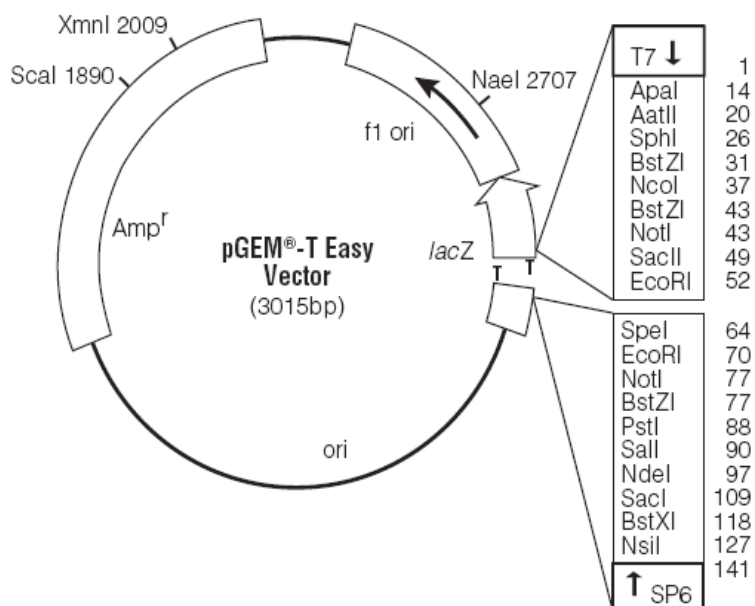 XmnI 2009
ScaI 1890
NaeI 2707
f1 ori
Ampr
pGEM®-T Easy
Vector
(3015bp)
lacZ
T T
ori
T7 ↓
1
ApaI 14
AatII 20
SphI 26
BstZI 31
NcoI 37
BstZI 43
NotI 43
SacII 49
EcoRI 52
SpeI 64
EcoRI 70
NotI 77
BstZI 77
PstI 88
SalI 90
NdeI 97
SacI 109
BstXI 118
NsiI 127
141
↑ SP6